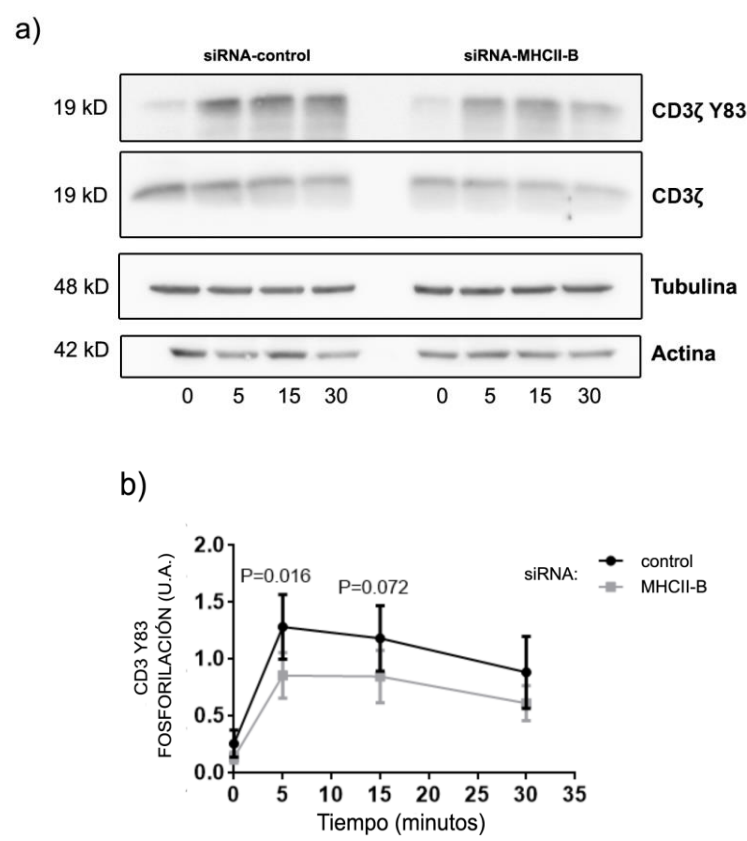 a)
siRNA-control siRNA-MHCII-B
19 kD CD3ζ Y83
19 kD CD3ζ
48 kD Tubulina
42 kD Actina
0 5 15 30 0 5 15 30
b)
2.0
1.5
1.0
0.5
0.0
CD3 Y83
FOSFORILACIÓN (U.A.)
P=0.016
P=0.072
siRNA:
control
MHCII-B
0 5 10 15 20 25 30 35
Tiempo (minutos)